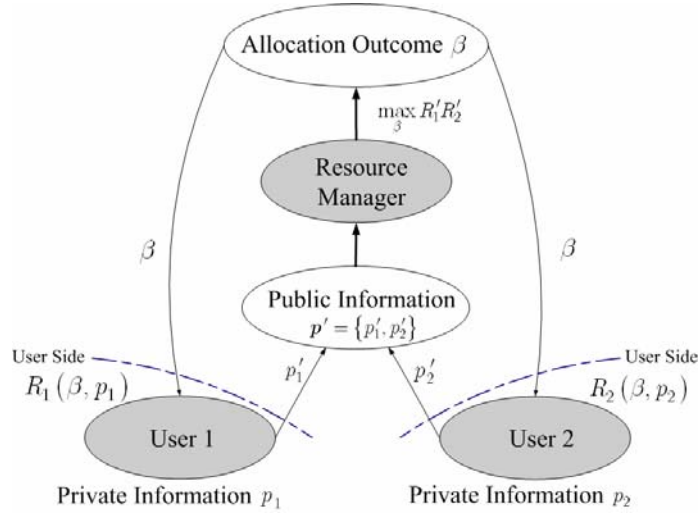 Allocation Outcome β
max R′₁R′₂
β
Resource
Manager
β
β
Public Information
p′ = {p′₁, p′₂}
User Side
User Side
R₁(β, p₁)
p′₁
p′₂
R₂(β, p₂)
User 1
User 2
Private Information p₁
Private Information p₂